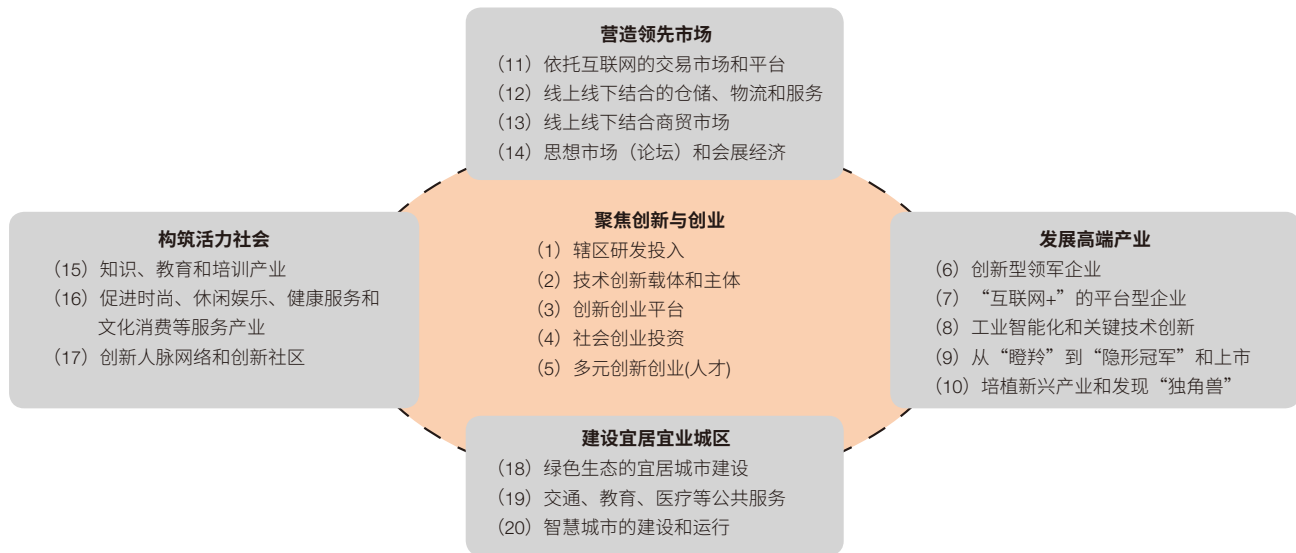 营造领先市场
（11）依托互联网的交易市场和平台
（12）线上线下结合的仓储、物流和服务
（13）线上线下结合商贸市场
（14）思想市场（论坛）和会展经济
构筑活力社会
（15）知识、教育和培训产业
（16）促进时尚、休闲娱乐、健康服务和
文化消费等服务产业
（17）创新人脉网络和创新社区
聚焦创新与创业
（1）辖区研发投入
（2）技术创新载体和主体
（3）创新创业平台
（4）社会创业投资
（5）多元创新创业(人才)
发展高端产业
（6）创新型领军企业
（7）“互联网+”的平台型企业
（8）工业智能化和关键技术创新
（9）从“瞪羚”到“隐形冠军”和上市
（10）培植新兴产业和发现“独角兽”
建设宜居宜业城区
（18）绿色生态的宜居城市建设
（19）交通、教育、医疗等公共服务
（20）智慧城市的建设和运行